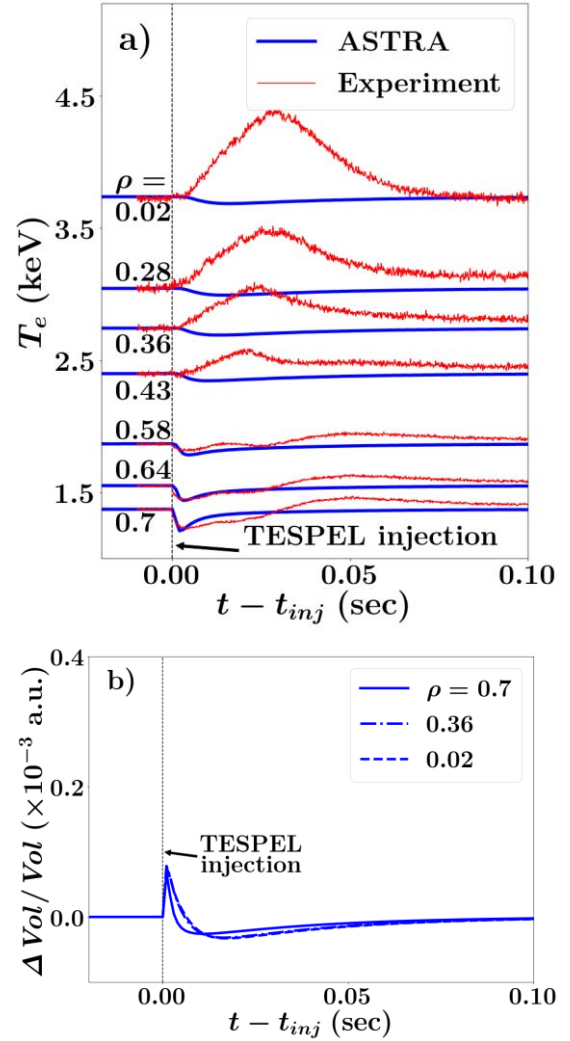 a)
ASTRA
Experiment
4.5
3.5
2.5
1.5
T_e (keV)
ρ =
0.02
0.28
0.36
0.43
0.58
0.64
0.7
TESPEL injection
0.00
0.05
0.10
t − t_inj (sec)
b)
ρ = 0.7
0.36
0.02
0.4
0.2
0.0
Δ Vol/Vol (×10⁻³ a.u.)
TESPEL
injection
0.00
0.05
0.10
t − t_inj (sec)